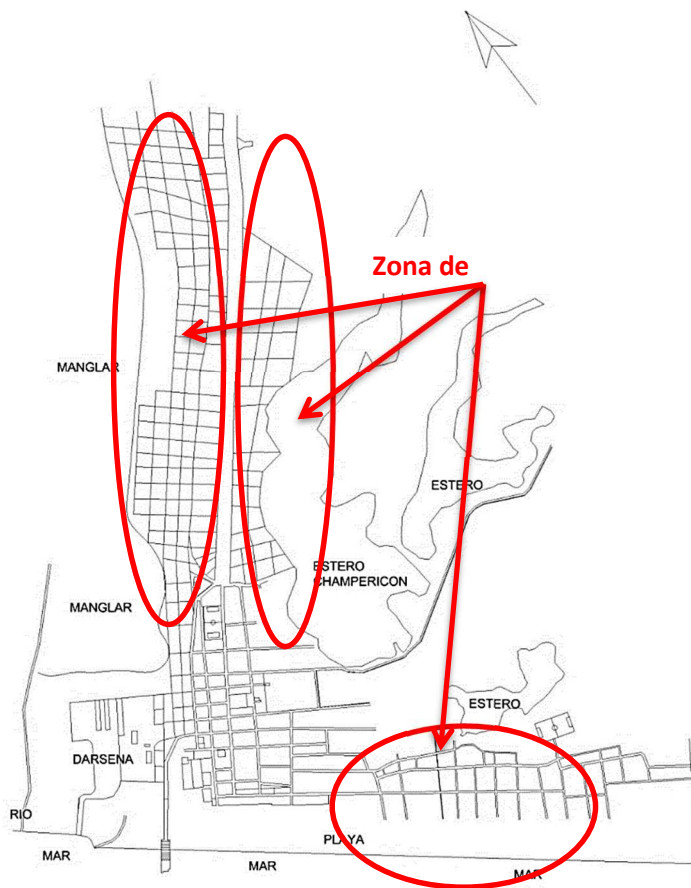 Zona de
MANGLAR
ESTERO
ESTERO
CHAMPERICON
MANGLAR
ESTERO
DARSENA
RIO
PLAYA
MAR
MAR
MAR